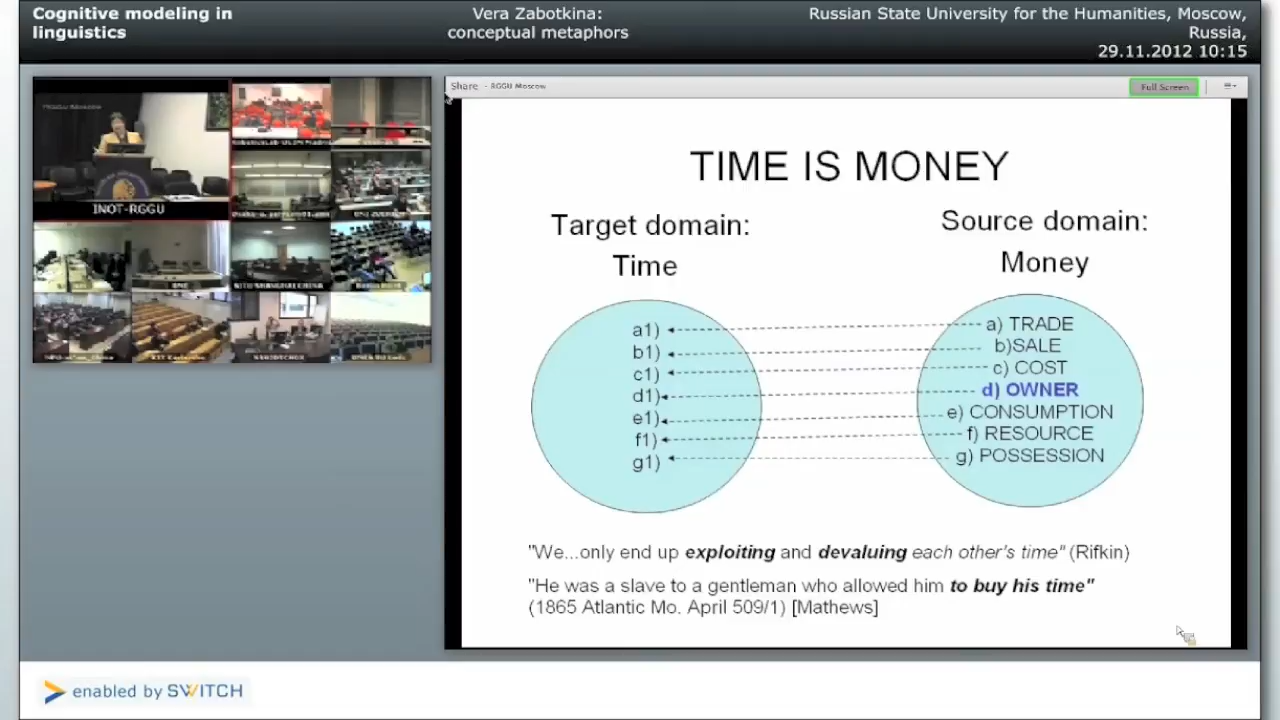 Cognitive modeling in
linguistics
Vera Zabotkina:
conceptual metaphors
Russian State University for the Humanities, Moscow,
Russia,
29.11.2012 10:15
INOT-RGGU
Share - RGGU Moscow
Full Screen
TIME IS MONEY
Target domain:
Time
Source domain:
Money
a1)
b1)
c1)
d1)
e1)
f1)
g1)
a) TRADE
b)SALE
c) COST
d) OWNER
e) CONSUMPTION
f) RESOURCE
g) POSSESSION
"We...only end up exploiting and devaluing each other's time" (Rifkin)
"He was a slave to a gentleman who allowed him to buy his time"
(1865 Atlantic Mo. April 509/1) [Mathews]
enabled by SWITCH